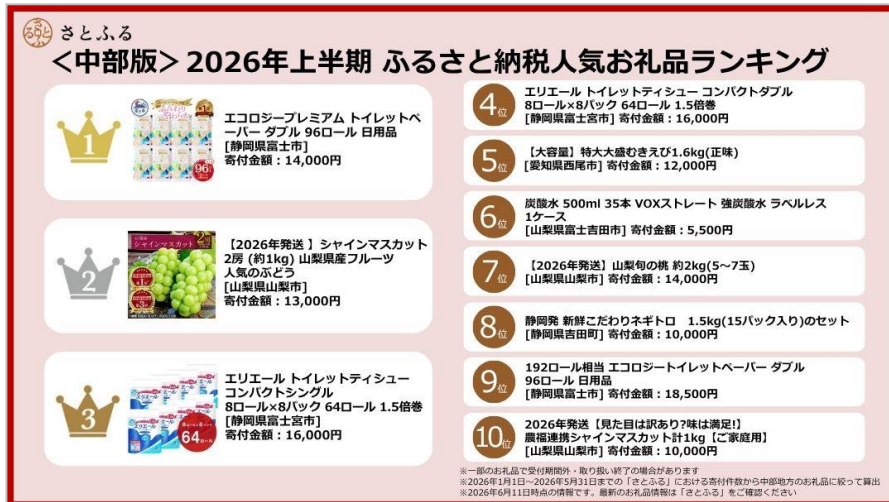 さとふる
さとふる
＜中部版＞2026年上半期 ふるさと納税人気お礼品ランキング
1
96
エコロジープレミアム トイレットペ
ーパー ダブル 96ロール 日用品
[静岡県富士市]
寄付金額：14,000円
2
シャインマスカット
2房
【2026年発送 】シャインマスカット
2房 (約1kg) 山梨県産フルーツ
人気のぶどう
[山梨県山梨市]
寄付金額：13,000円
3
エリエール
64
エリエール トイレットティシュー
コンパクトシングル
8ロール×8パック 64ロール 1.5倍巻
[静岡県富士宮市]
寄付金額：16,000円
4位
エリエール トイレットティシュー コンパクトダブル
8ロール×8パック 64ロール 1.5倍巻
[静岡県富士宮市] 寄付金額：16,000円
5位
【大容量】特大大盛むきえび1.6kg(正味)
[愛知県西尾市] 寄付金額：12,000円
6位
炭酸水 500ml 35本 VOXストレート 強炭酸水 ラベルレス
1ケース
[山梨県富士吉田市] 寄付金額：5,500円
7位
【2026年発送】山梨旬の桃 約2kg(5～7玉)
[山梨県山梨市] 寄付金額：14,000円
8位
静岡発 新鮮こだわりネギトロ　1.5kg(15パック入り)のセット
[静岡県吉田町] 寄付金額：10,000円
9位
192ロール相当 エコロジートイレットペーパー ダブル
96ロール 日用品
[静岡県富士市] 寄付金額：18,500円
10位
2026年発送【見た目は訳あり?味は満足!】
農福連携シャインマスカット計1kg【ご家庭用】
[山梨県山梨市] 寄付金額：10,000円
※一部のお礼品で受付期間外・取り扱い終了の場合があります
※2026年1月1日～2026年5月31日までの「さとふる」における寄付件数から中部地方のお礼品に絞って算出
※2026年6月11日時点の情報です。最新のお礼品情報は「さとふる」をご確認ください